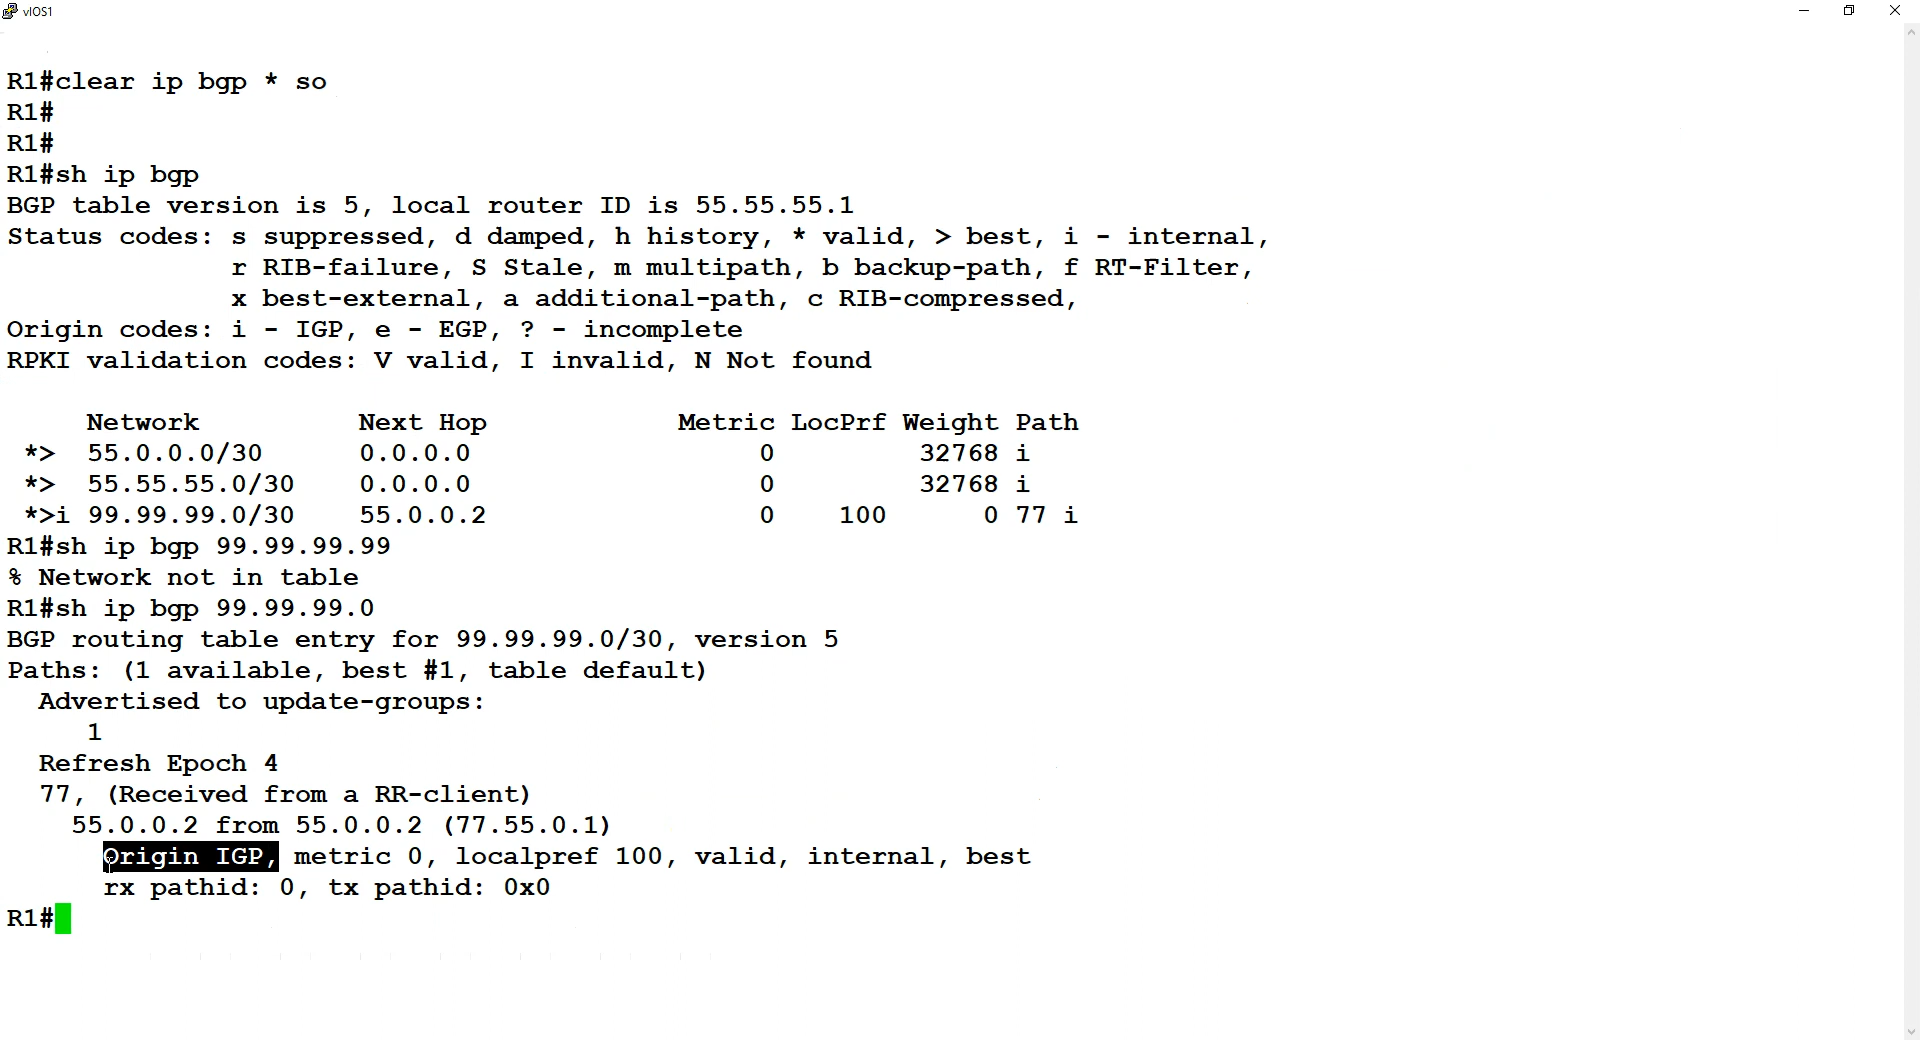 vIOS1
R1#clear ip bgp * so
R1#
R1#
R1#sh ip bgp
BGP table version is 5, local router ID is 55.55.55.1
Status codes: s suppressed, d damped, h history, * valid, > best, i - internal,
              r RIB-failure, S Stale, m multipath, b backup-path, f RT-Filter,
              x best-external, a additional-path, c RIB-compressed,
Origin codes: i - IGP, e - EGP, ? - incomplete
RPKI validation codes: V valid, I invalid, N Not found
     Network          Next Hop            Metric LocPrf Weight Path
 *>  55.0.0.0/30      0.0.0.0                  0         32768 i
 *>  55.55.55.0/30    0.0.0.0                  0         32768 i
 *>i 99.99.99.0/30    55.0.0.2                 0    100      0 77 i
R1#sh ip bgp 99.99.99.99
% Network not in table
R1#sh ip bgp 99.99.99.0
BGP routing table entry for 99.99.99.0/30, version 5
Paths: (1 available, best #1, table default)
  Advertised to update-groups:
     1
  Refresh Epoch 4
  77, (Received from a RR-client)
    55.0.0.2 from 55.0.0.2 (77.55.0.1)
      Origin IGP, metric 0, localpref 100, valid, internal, best
      rx pathid: 0, tx pathid: 0x0
R1#